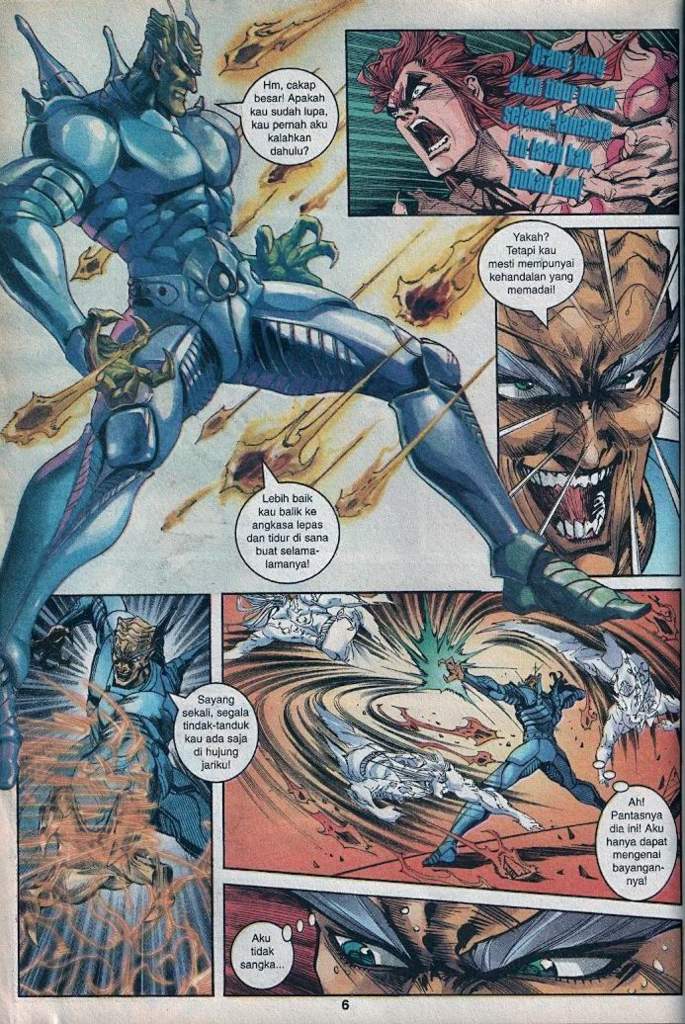 Hm, cakap
besar! Apakah
kau sudah lupa,
kau pernah aku
kalahkan
dahulu?
Orang yang
akan tidur untuk
selama-lamanya
itu ialah kau
bukan aku!
Yakah?
Tetapi kau
mesti mempunyai
kehandalan yang
memadai!
Lebih baik
kau balik ke
angkasa lepas
dan tidur di sana
buat selama-
lamanya!
Sayang
sekali, segala
tindak-tanduk
kau ada saja
di hujung
jariku!
Ah!
Pantasnya
dia ini! Aku
hanya dapat
mengenai
bayangan-
nya!
Aku
tidak
sangka...
6